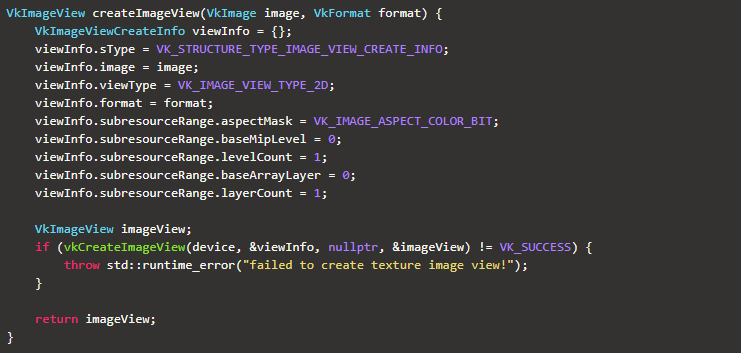 VkImageView createImageView(VkImage image, VkFormat format) {
    VkImageViewCreateInfo viewInfo = {};
    viewInfo.sType = VK_STRUCTURE_TYPE_IMAGE_VIEW_CREATE_INFO;
    viewInfo.image = image;
    viewInfo.viewType = VK_IMAGE_VIEW_TYPE_2D;
    viewInfo.format = format;
    viewInfo.subresourceRange.aspectMask = VK_IMAGE_ASPECT_COLOR_BIT;
    viewInfo.subresourceRange.baseMipLevel = 0;
    viewInfo.subresourceRange.levelCount = 1;
    viewInfo.subresourceRange.baseArrayLayer = 0;
    viewInfo.subresourceRange.layerCount = 1;

    VkImageView imageView;
    if (vkCreateImageView(device, &viewInfo, nullptr, &imageView) != VK_SUCCESS) {
        throw std::runtime_error("failed to create texture image view!");
    }

    return imageView;
}